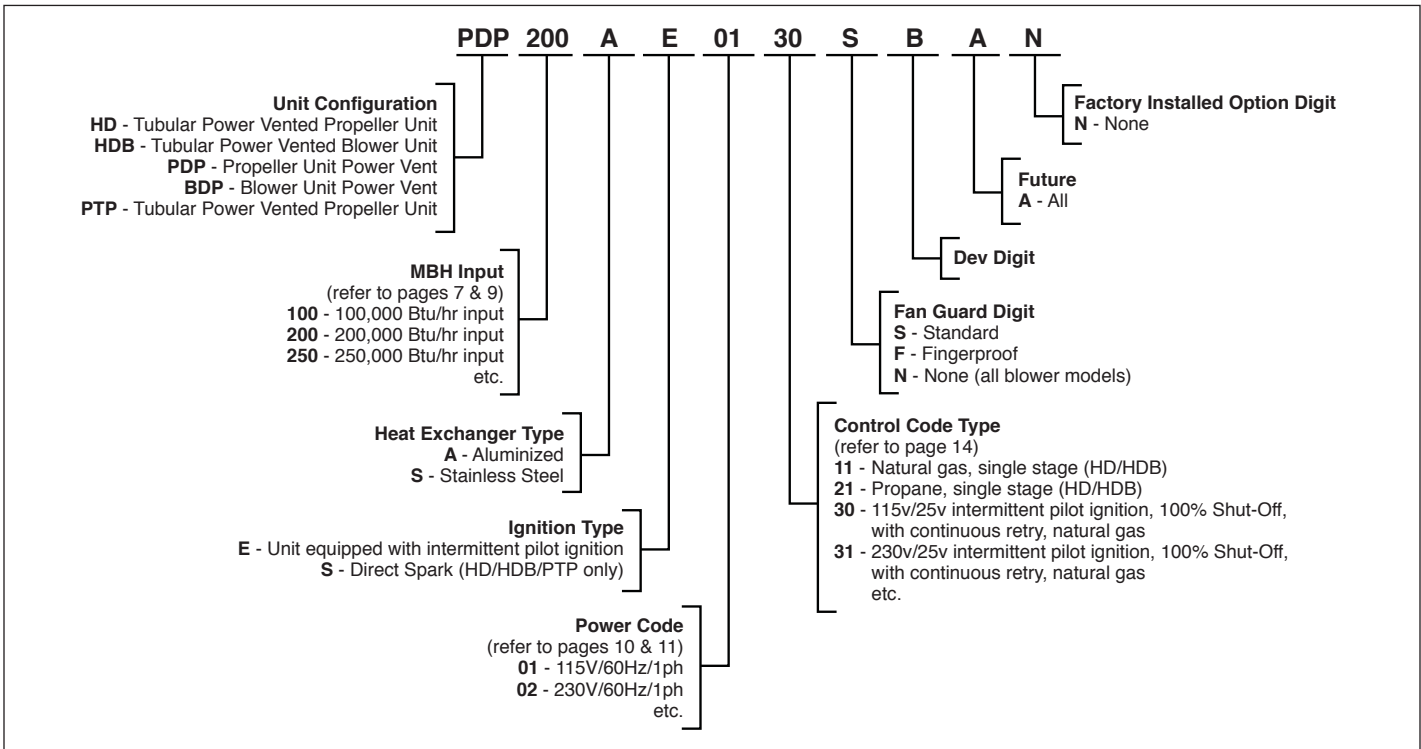 PDP 200 A E 01 30 S B A N
Unit Configuration
HD - Tubular Power Vented Propeller Unit
HDB - Tubular Power Vented Blower Unit
PDP - Propeller Unit Power Vent
BDP - Blower Unit Power Vent
PTP - Tubular Power Vented Propeller Unit
MBH Input
(refer to pages 7 & 9)
100 - 100,000 Btu/hr input
200 - 200,000 Btu/hr input
250 - 250,000 Btu/hr input
etc.
Heat Exchanger Type
A - Aluminized
S - Stainless Steel
Ignition Type
E - Unit equipped with intermittent pilot ignition
S - Direct Spark (HD/HDB/PTP only)
Power Code
(refer to pages 10 & 11)
01 - 115V/60Hz/1ph
02 - 230V/60Hz/1ph
etc.
Factory Installed Option Digit
N - None
Future
A - All
Dev Digit
Fan Guard Digit
S - Standard
F - Fingerproof
N - None (all blower models)
Control Code Type
(refer to page 14)
11 - Natural gas, single stage (HD/HDB)
21 - Propane, single stage (HD/HDB)
30 - 115v/25v intermittent pilot ignition, 100% Shut-Off,
with continuous retry, natural gas
31 - 230v/25v intermittent pilot ignition, 100% Shut-Off,
with continuous retry, natural gas
etc.